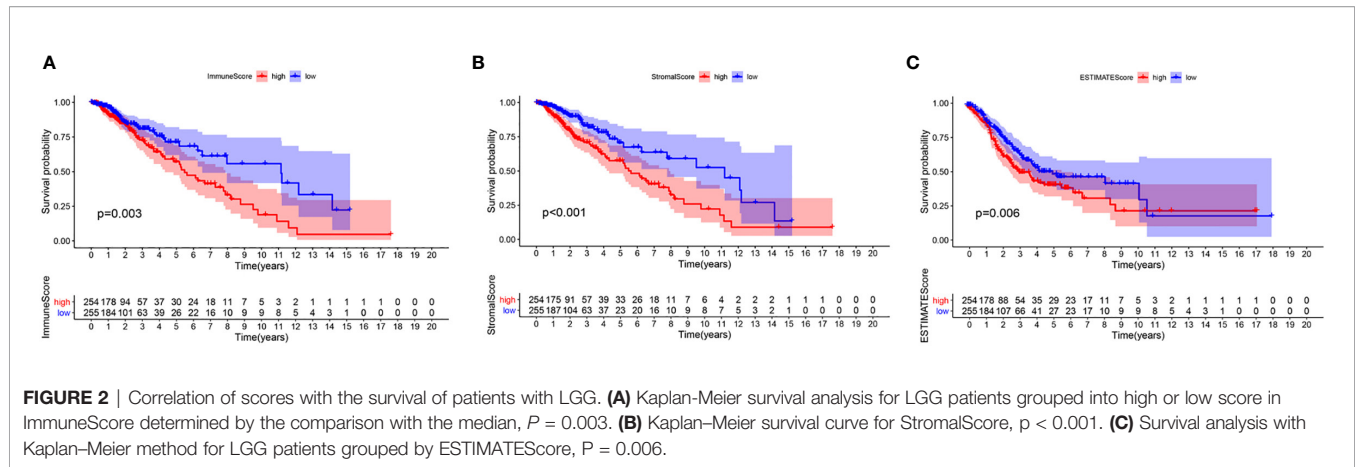 A
ImmuneScore high low
1.00
0.75
0.50
0.25
0.00
Survival probability
p=0.003
0 1 2 3 4 5 6 7 8 9 10 11 12 13 14 15 16 17 18 19 20
Time(years)
ImmuneScore
high 254 178 94 57 37 30 24 18 11 7 5 3 2 1 1 1 1 1 0 0 0
low 255 184 101 63 39 26 22 16 10 9 9 8 5 4 3 1 0 0 0 0 0
0 1 2 3 4 5 6 7 8 9 10 11 12 13 14 15 16 17 18 19 20
Time(years)
B
StromalScore high low
1.00
0.75
0.50
0.25
0.00
Survival probability
p<0.001
0 1 2 3 4 5 6 7 8 9 10 11 12 13 14 15 16 17 18 19 20
Time(years)
StromalScore
high 254 175 91 57 39 33 26 18 11 7 6 4 2 2 2 1 1 1 0 0 0
low 255 187 104 63 37 23 20 16 10 9 8 7 5 3 2 1 0 0 0 0 0
0 1 2 3 4 5 6 7 8 9 10 11 12 13 14 15 16 17 18 19 20
Time(years)
C
ESTIMATEScore high low
1.00
0.75
0.50
0.25
0.00
Survival probability
p=0.006
0 1 2 3 4 5 6 7 8 9 10 11 12 13 14 15 16 17 18 19 20
Time(years)
ESTIMATEScore
high 254 178 88 54 35 29 23 17 11 7 5 3 2 1 1 1 1 1 0 0 0
low 255 184 107 66 41 27 23 17 10 9 9 8 5 4 3 1 0 0 0 0 0
0 1 2 3 4 5 6 7 8 9 10 11 12 13 14 15 16 17 18 19 20
Time(years)
FIGURE 2 | Correlation of scores with the survival of patients with LGG. (A) Kaplan-Meier survival analysis for LGG patients grouped into high or low score in
ImmuneScore determined by the comparison with the median, P = 0.003. (B) Kaplan–Meier survival curve for StromalScore, p < 0.001. (C) Survival analysis with
Kaplan–Meier method for LGG patients grouped by ESTIMATEScore, P = 0.006.